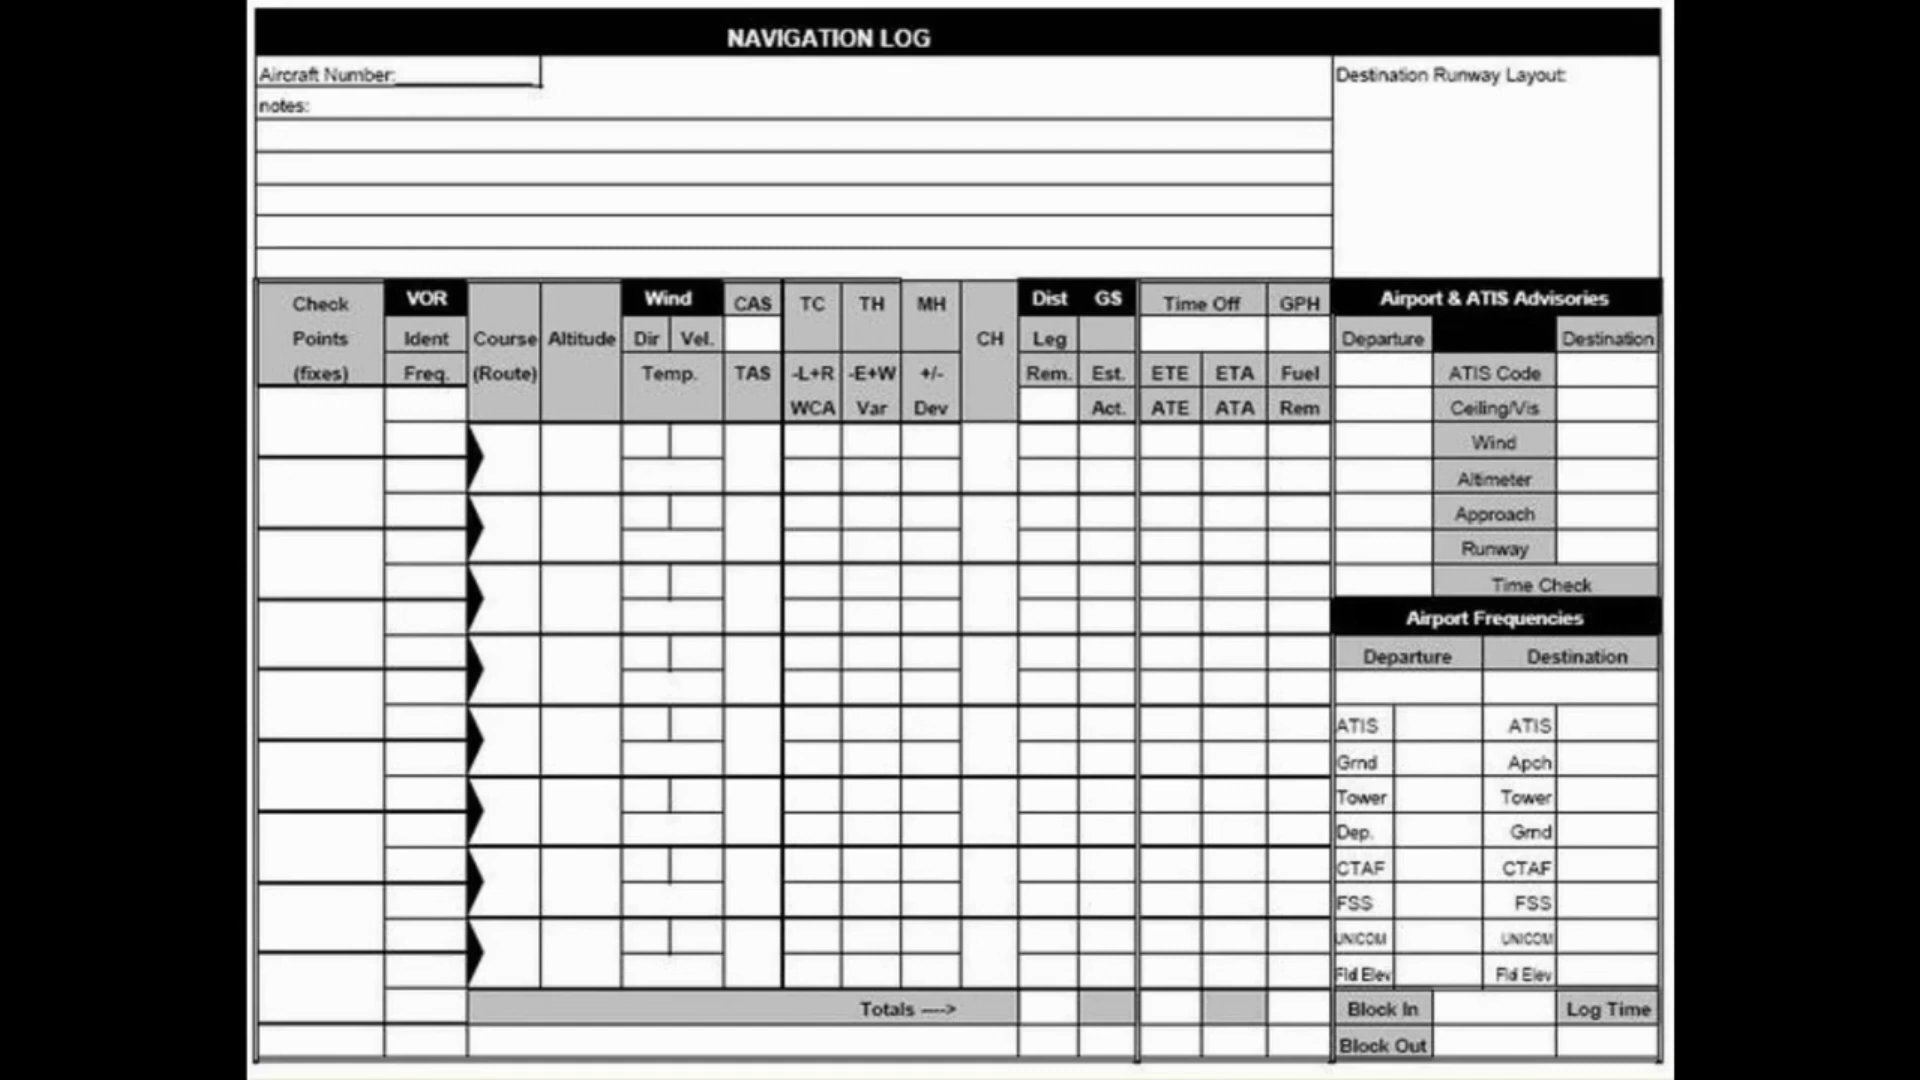 NAVIGATION LOG
Aircraft Number:
notes:
Destination Runway Layout:
Check Points (fixes)
VOR
Ident
Freq.
Course (Route)
Altitude
Wind
Dir
Vel.
Temp.
CAS
TAS
TC
-L+R
WCA
TH
-E+W
Var
MH
+/-
Dev
CH
Dist
Leg
Rem.
GS
Est.
Act.
Time Off
ETE
ETA
ATE
ATA
GPH
Fuel
Rem
Totals ---->
Airport & ATIS Advisories
Departure
Destination
ATIS Code
Ceiling/Vis
Wind
Altimeter
Approach
Runway
Time Check
Airport Frequencies
Departure
Destination
ATIS ATIS
Grnd Apch
Tower Tower
Dep. Grnd
CTAF CTAF
FSS FSS
UNICOM UNICOM
Fld Elev Fld Elev
Block In Log Time
Block Out